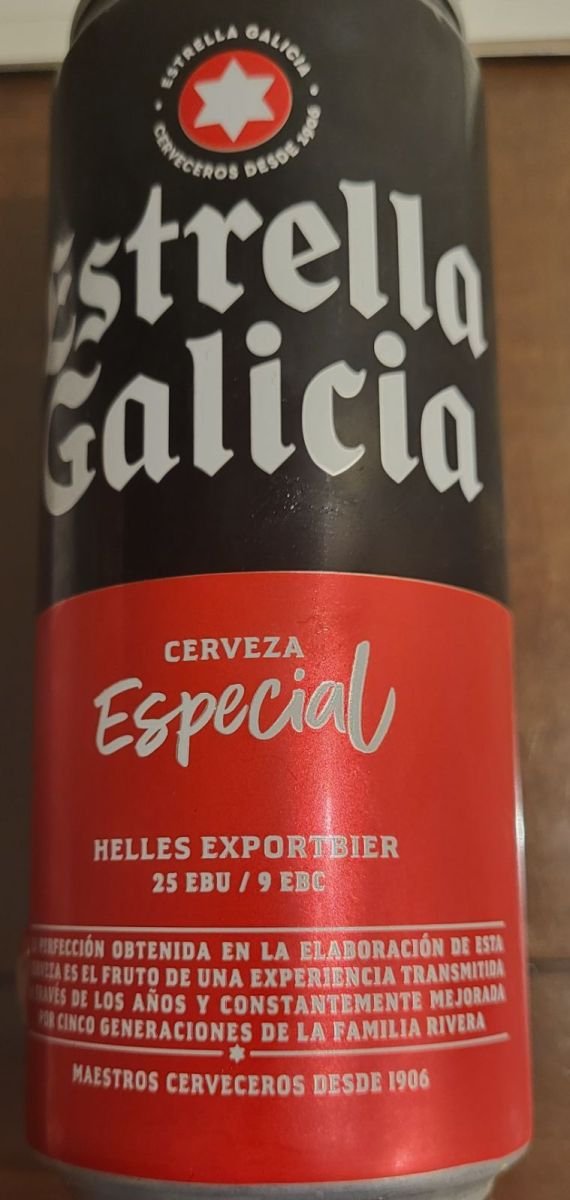 ESTRELLA GALICIA
CERVECEROS DESDE 1906
Estrella
Galicia
CERVEZA
Especial
HELLES EXPORTBIER
25 EBU / 9 EBC
PERFECCIÓN OBTENIDA EN LA ELABORACIÓN DE ESTA
ES EL FRUTO DE UNA EXPERIENCIA TRANSMITIDA
DE LOS AÑOS Y CONSTANTEMENTE MEJORADA
POR CINCO GENERACIONES DE LA FAMILIA RIVERA
MAESTROS CERVECEROS DESDE 1906